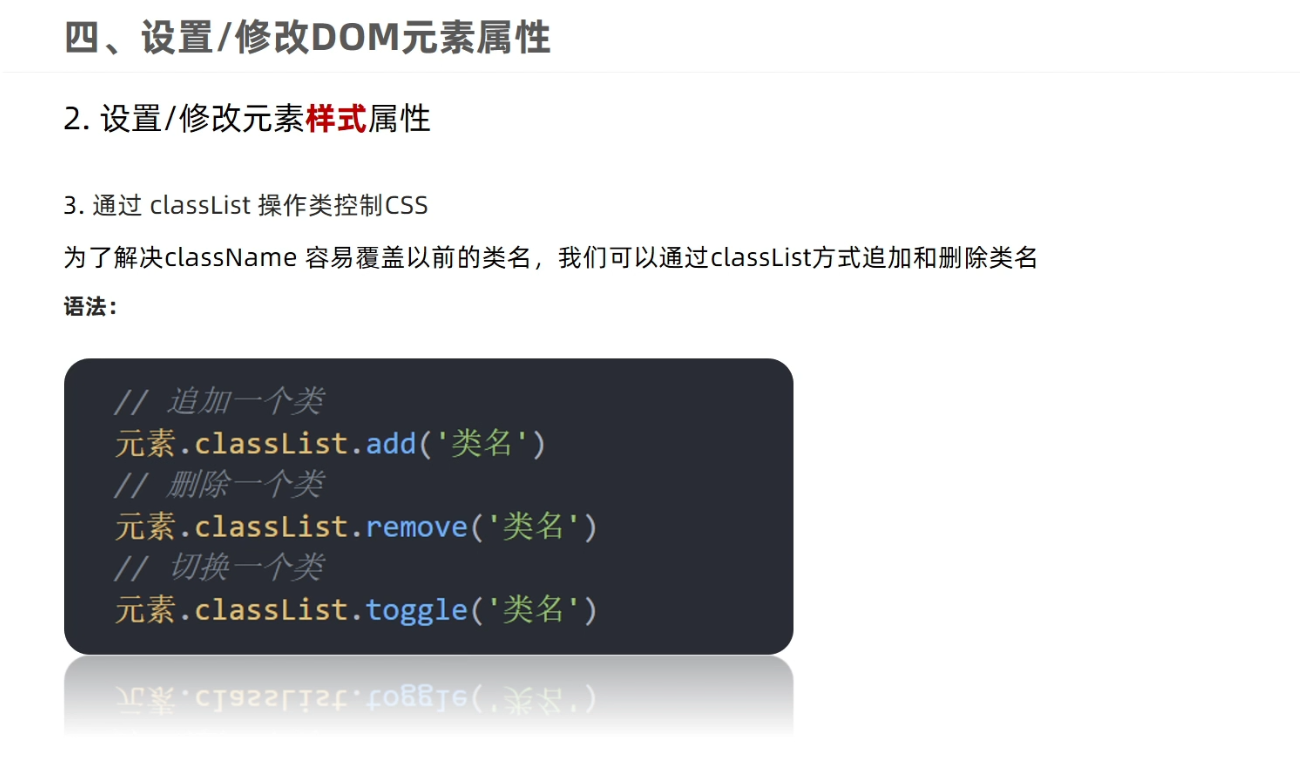 四、设置/修改DOM元素属性
2. 设置/修改元素样式属性
3. 通过 classList 操作类控制CSS
为了解决className 容易覆盖以前的类名，我们可以通过classList方式追加和删除类名
语法：
// 追加一个类
元素.classList.add('类名')
// 删除一个类
元素.classList.remove('类名')
// 切换一个类
元素.classList.toggle('类名')